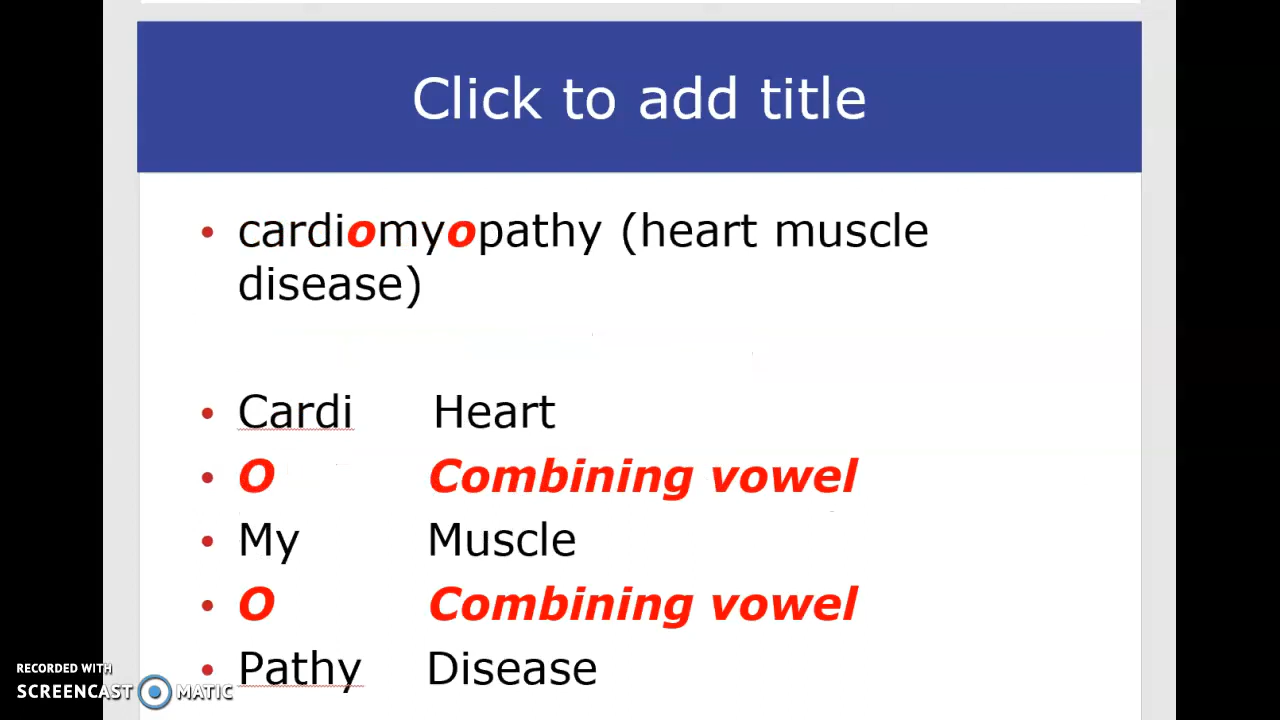 Click to add title
• cardiomyopathy (heart muscle
disease)
• Cardi Heart
• O Combining vowel
• My Muscle
• O Combining vowel
• Pathy Disease
RECORDED WITH
SCREENCAST MATIC